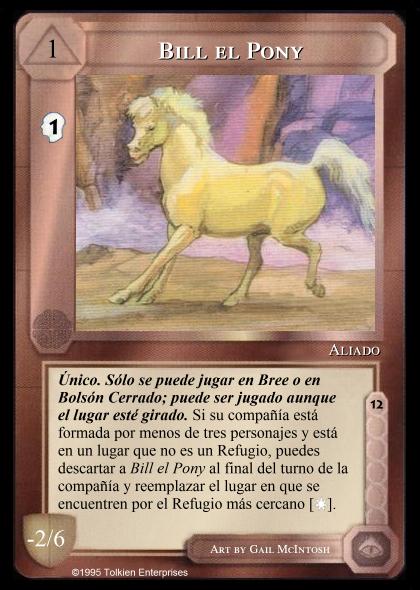 1
BILL EL PONY
1
ALIADO
Único. Sólo se puede jugar en Bree o en
Bolsón Cerrado; puede ser jugado aunque
el lugar esté girado. Si su compañía está
formada por menos de tres personajes y está
en un lugar que no es un Refugio, puedes
descartar a Bill el Pony al final del turno de la
compañía y reemplazar el lugar en que se
encuentren por el Refugio más cercano [☀].
12
-2/6
ART BY GAIL MCINTOSH
©1995 Tolkien Enterprises